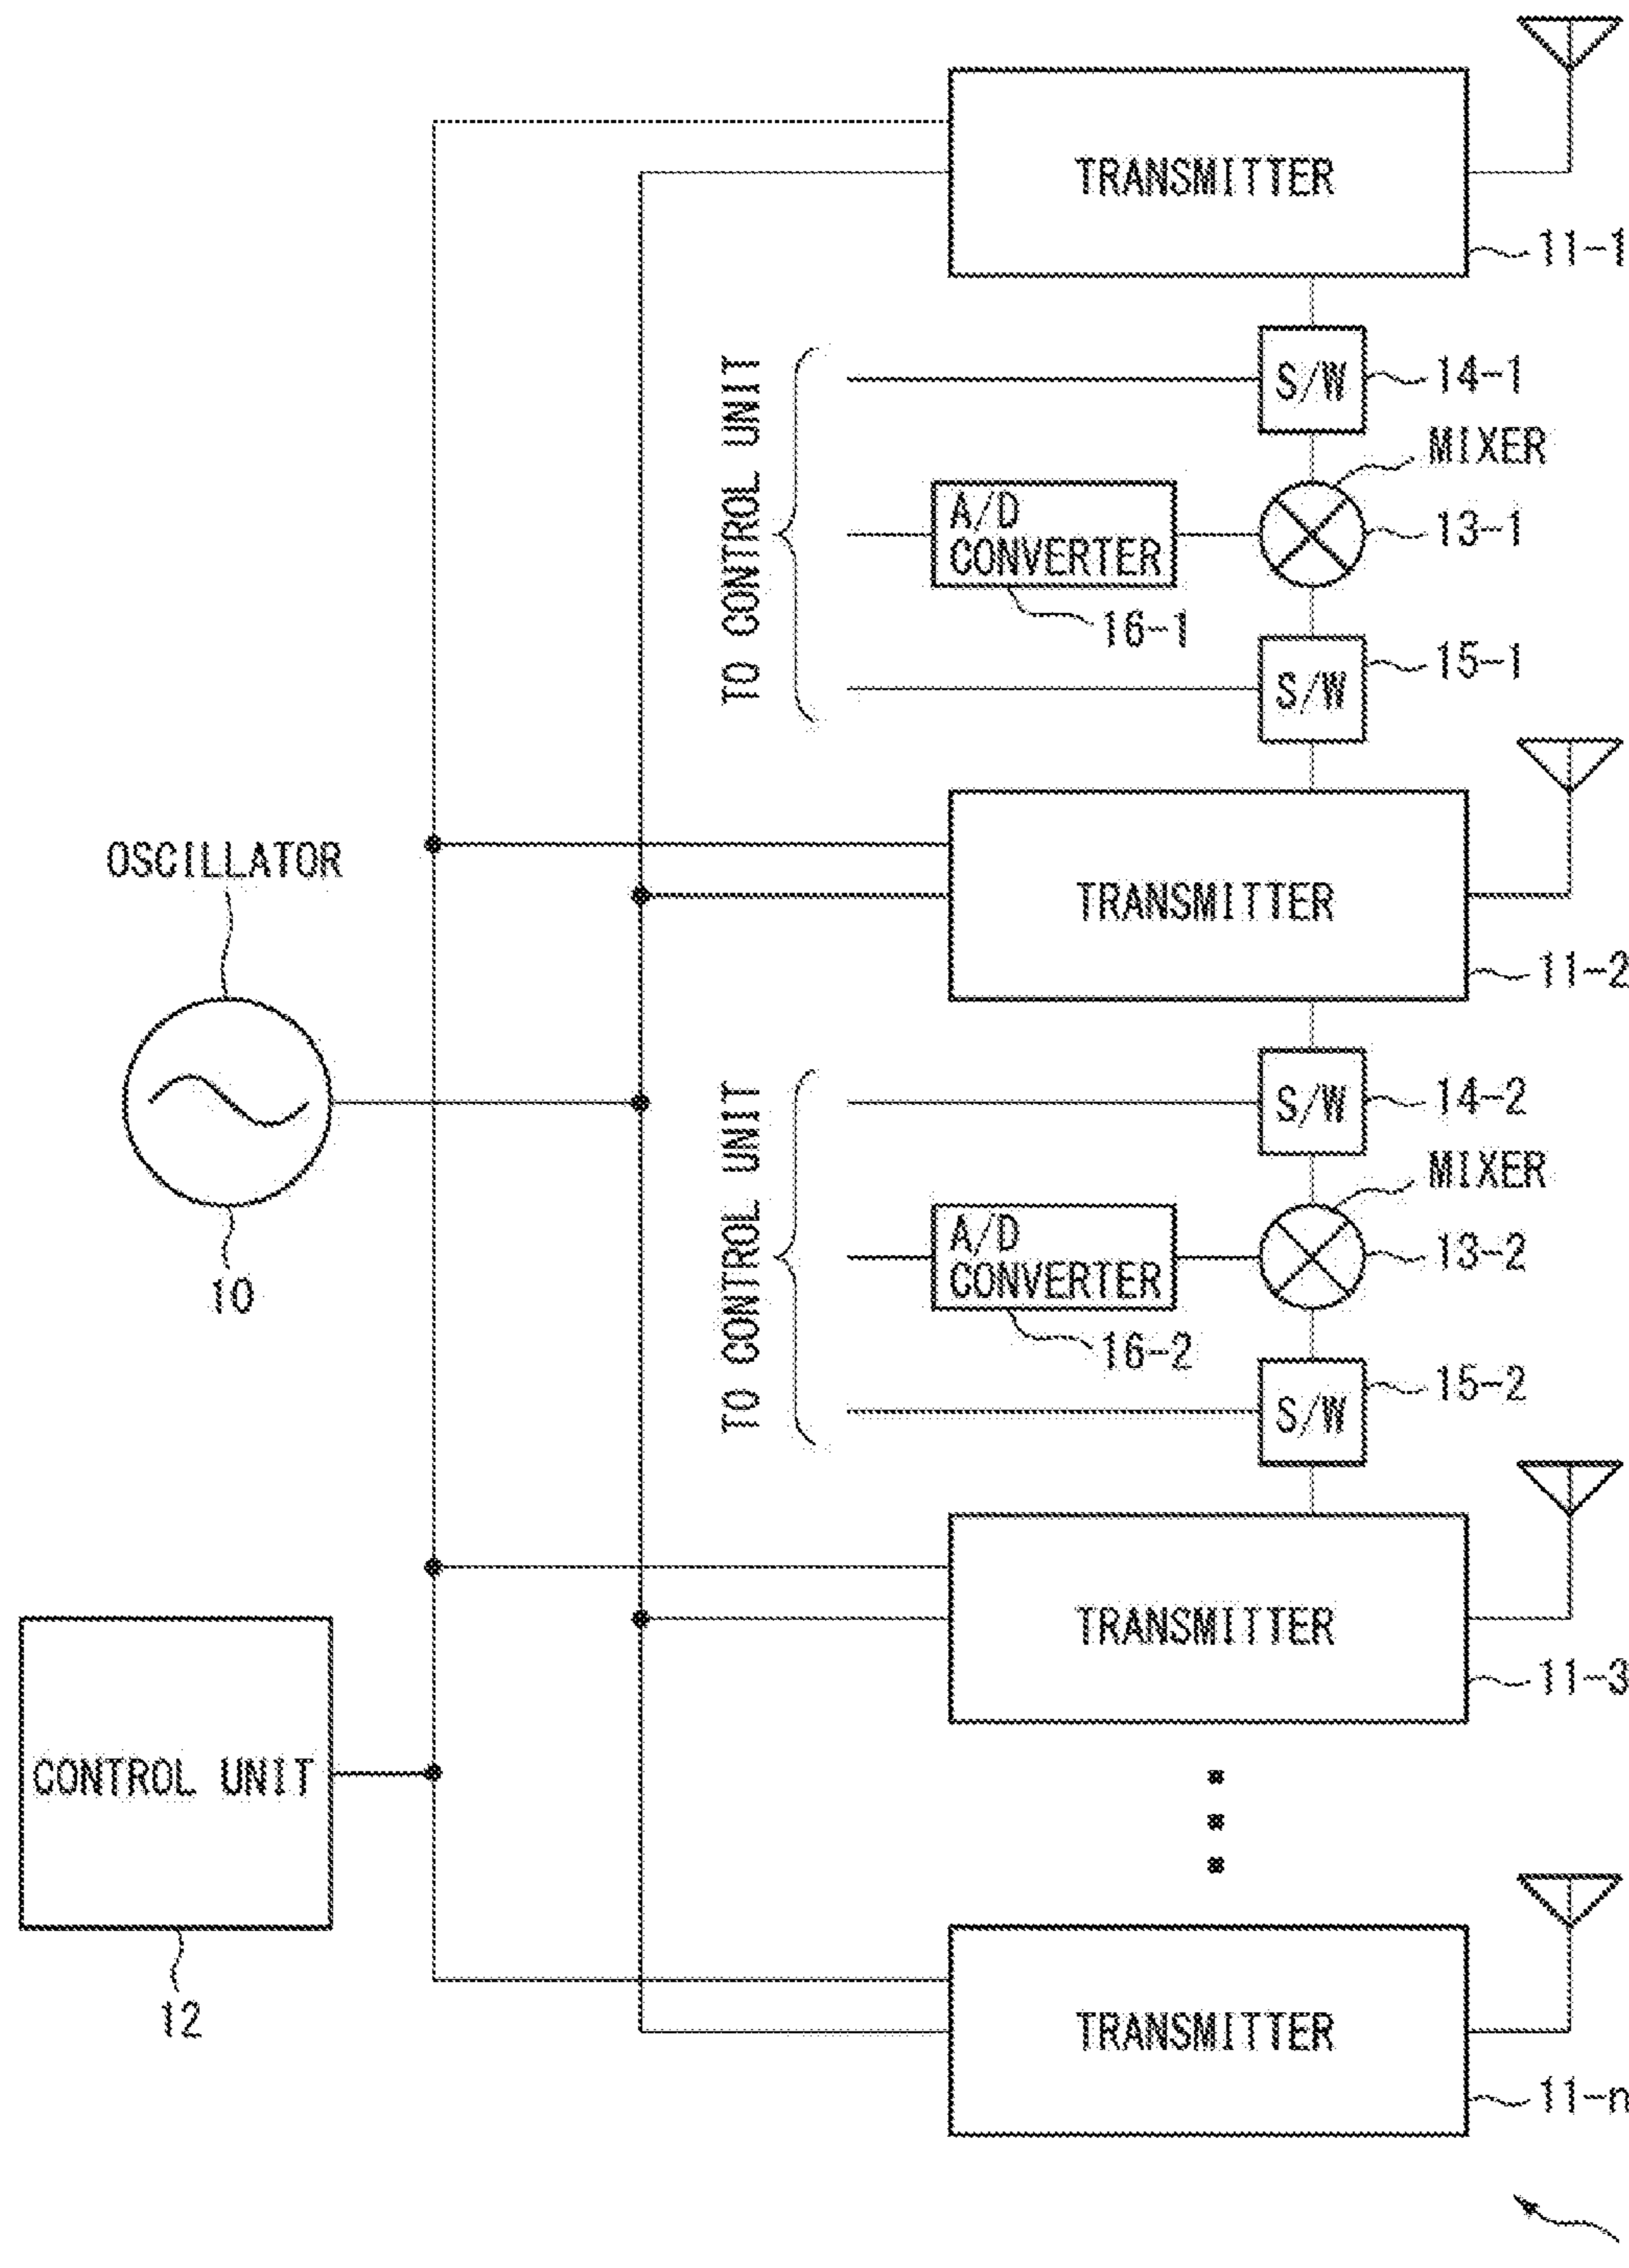 TRANSMITTER
11-1
S/W
14-1
TO CONTROL UNIT
MIXER
A/D
CONVERTER
13-1
16-1
15-1
S/W
OSCILLATOR
TRANSMITTER
11-2
S/W
14-2
TO CONTROL UNIT
MIXER
A/D
CONVERTER
13-2
10
16-2
15-2
S/W
TRANSMITTER
11-3
CONTROL UNIT
12
TRANSMITTER
11-n